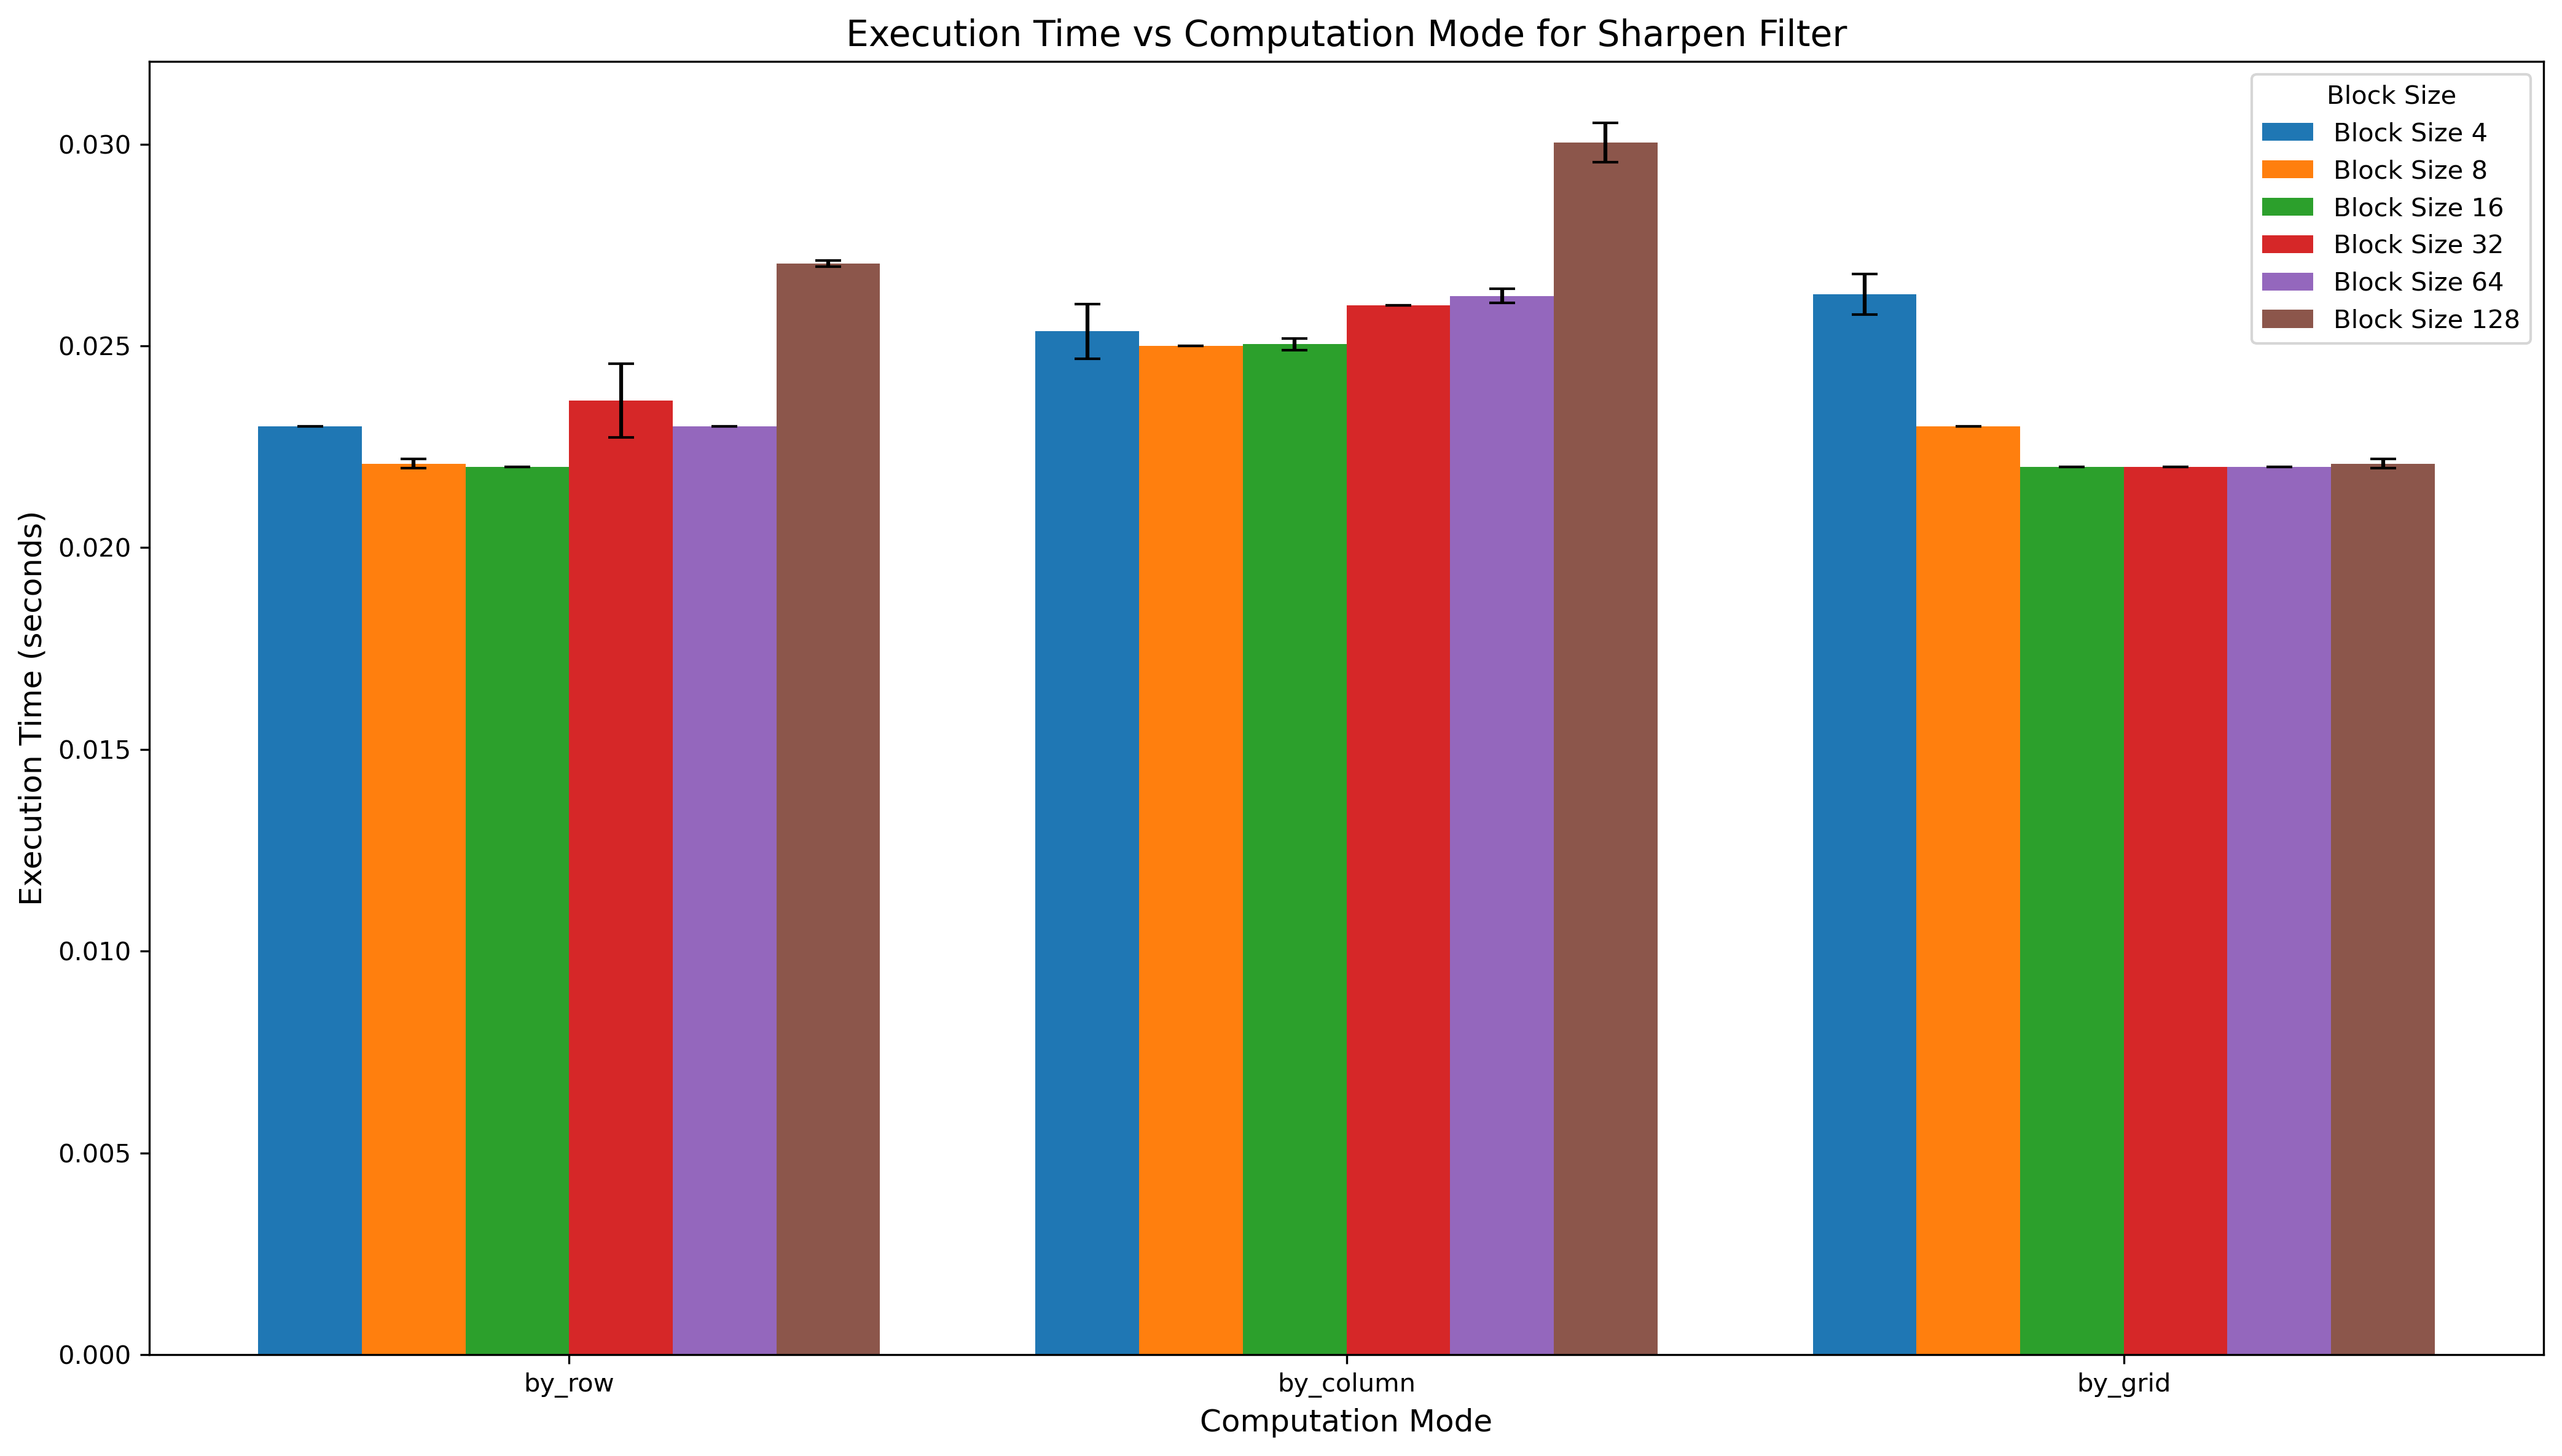 Execution Time vs Computation Mode for Sharpen Filter
Block Size
Block Size 4
Block Size 8
Block Size 16
Block Size 32
Block Size 64
Block Size 128
Execution Time (seconds)
0.030
0.025
0.020
0.015
0.010
0.005
0.000
by_row
by_column
by_grid
Computation Mode